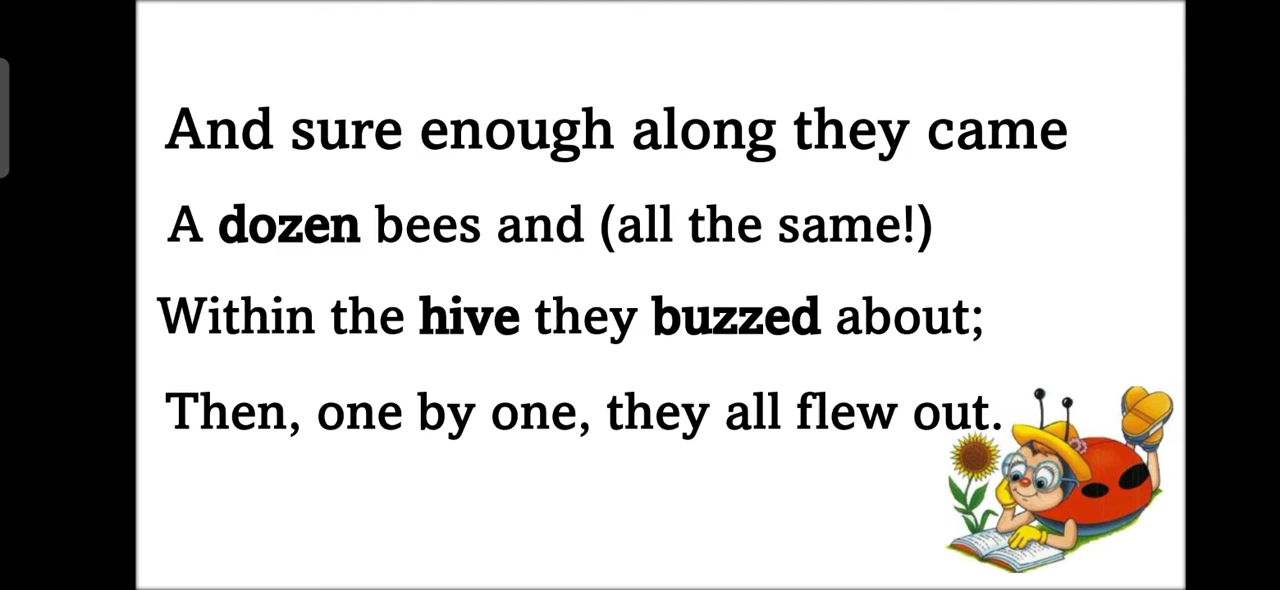 And sure enough along they came
A dozen bees and (all the same!)
Within the hive they buzzed about;
Then, one by one, they all flew out.